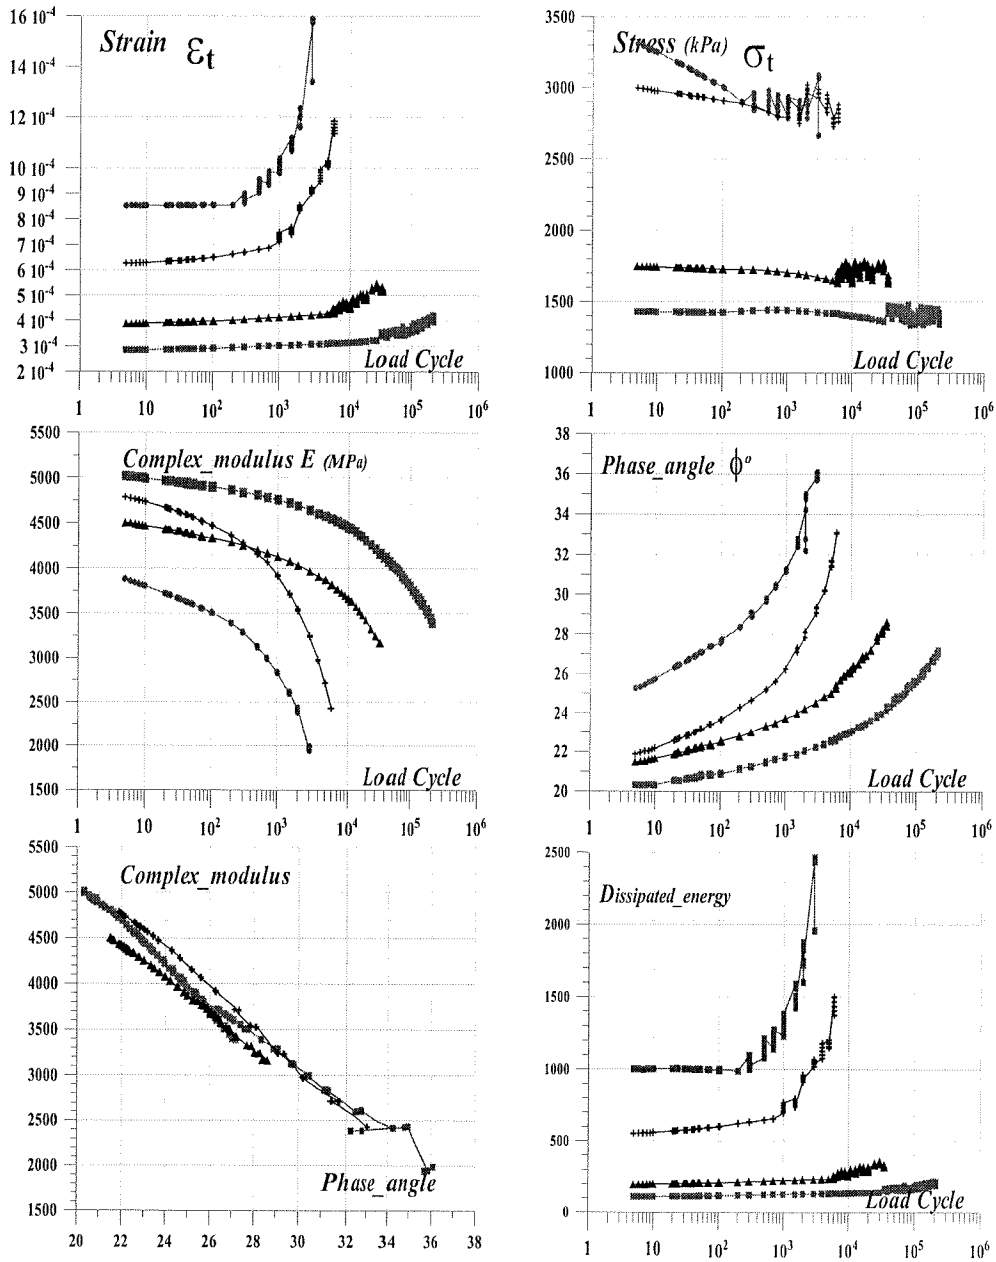 Strain εt
16 10⁻⁴
14 10⁻⁴
12 10⁻⁴
10 10⁻⁴
9 10⁻⁴
8 10⁻⁴
7 10⁻⁴
6 10⁻⁴
5 10⁻⁴
4 10⁻⁴
3 10⁻⁴
2 10⁻⁴
Load Cycle
1 10 10² 10³ 10⁴ 10⁵ 10⁶
Stress (kPa) σt
3500
3000
2500
2000
1500
1000
Load Cycle
1 10 10² 10³ 10⁴ 10⁵ 10⁶
Complex_modulus E (MPa)
5500
5000
4500
4000
3500
3000
2500
2000
1500
Load Cycle
1 10 10² 10³ 10⁴ 10⁵ 10⁶
Phase_angle ϕº
38
36
34
32
30
28
26
24
22
20
Load Cycle
1 10 10² 10³ 10⁴ 10⁵ 10⁶
Complex_modulus
5500
5000
4500
4000
3500
3000
2500
2000
1500
Phase_angle
20 22 24 26 28 30 32 34 36 38
Dissipated_energy
2500
2000
1500
1000
500
0
Load Cycle
1 10 10² 10³ 10⁴ 10⁵ 10⁶